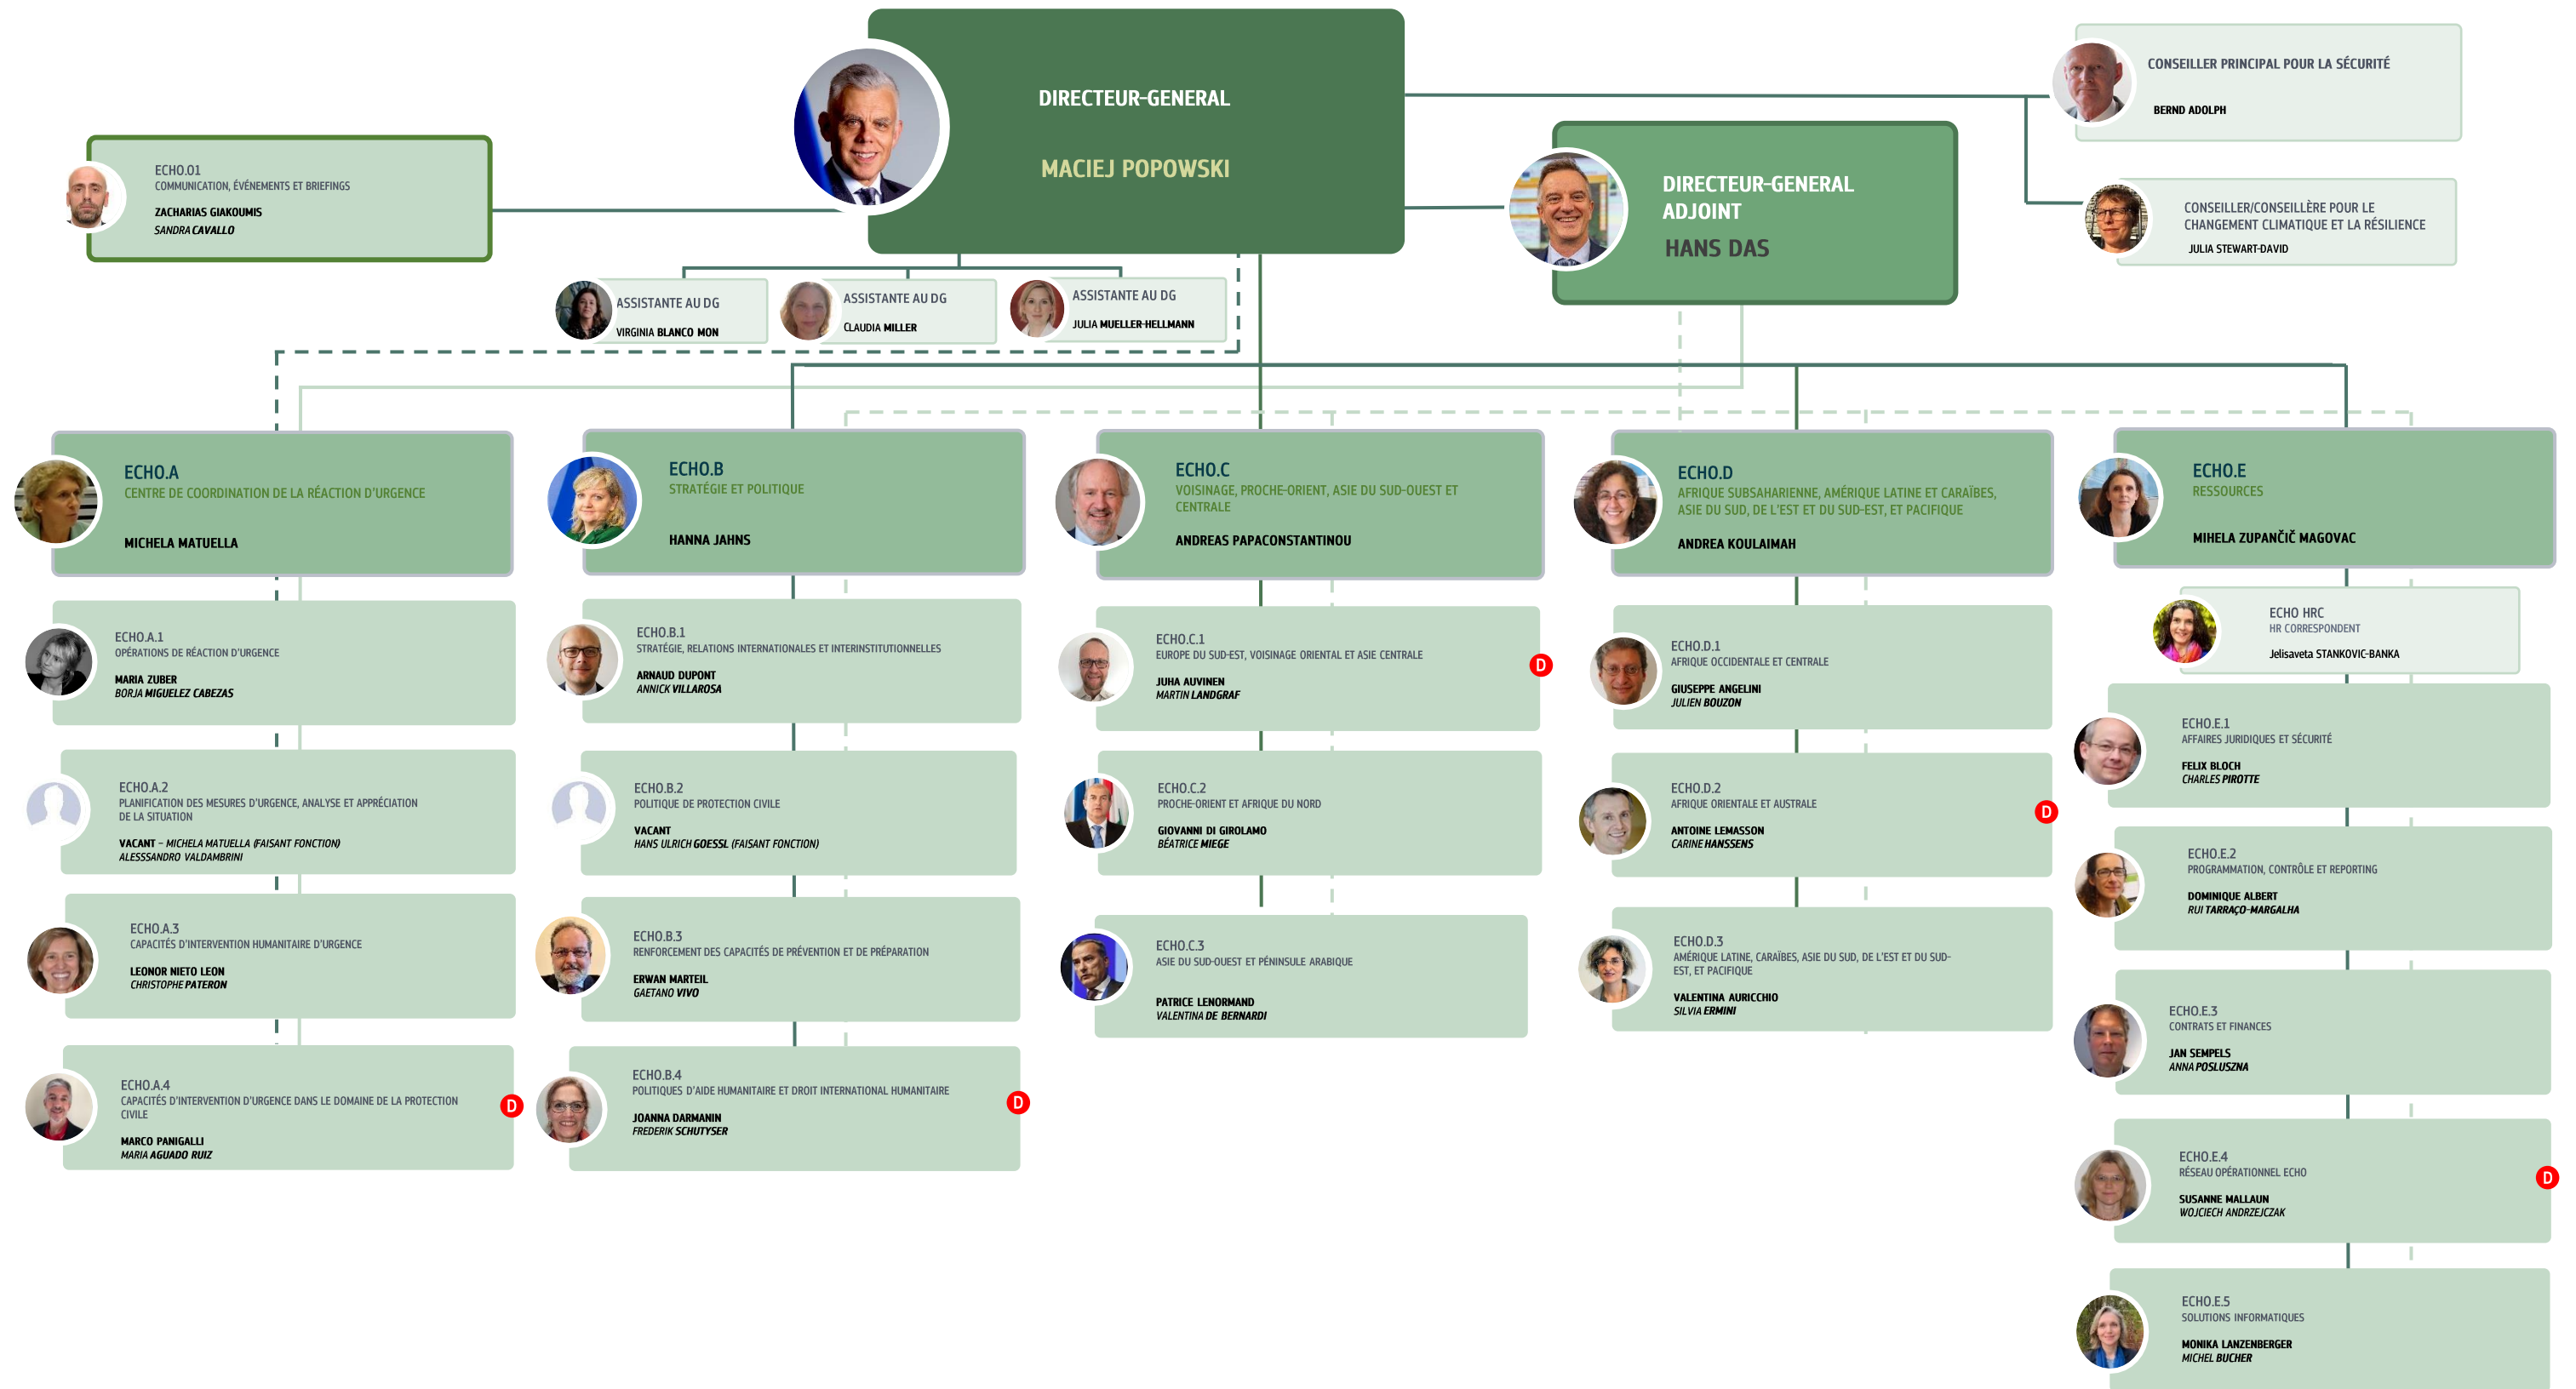 DIRECTEUR-GENERAL
MACIEJ POPOWSKI
CONSEILLER PRINCIPAL POUR LA SÉCURITÉ
BERND ADOLPH
DIRECTEUR-GENERAL
ADJOINT
HANS DAS
CONSEILLER/CONSEILLÈRE POUR LE
CHANGEMENT CLIMATIQUE ET LA RÉSILIENCE
JULIA STEWART-DAVID
ECHO.01
COMMUNICATION, ÉVÉNEMENTS ET BRIEFINGS
ZACHARIAS GIAKOUMIS
SANDRA CAVALLO
ASSISTANTE AU DG
VIRGINIA BLANCO MON
ASSISTANTE AU DG
CLAUDIA MILLER
ASSISTANTE AU DG
JULIA MUELLER-HELLMANN
ECHO.A
CENTRE DE COORDINATION DE LA RÉACTION D'URGENCE
MICHELA MATUELLA
ECHO.A.1
OPÉRATIONS DE RÉACTION D'URGENCE
MARIA ZUBER
BORJA MIGUELEZ CABEZAS
ECHO.A.2
PLANIFICATION DES MESURES D'URGENCE, ANALYSE ET APPRÉCIATION
DE LA SITUATION
VACANT – MICHELA MATUELLA (FAISANT FONCTION)
ALESSSANDRO VALDAMBRINI
ECHO.A.3
CAPACITÉS D'INTERVENTION HUMANITAIRE D'URGENCE
LEONOR NIETO LEON
CHRISTOPHE PATERON
ECHO.A.4
CAPACITÉS D'INTERVENTION D'URGENCE DANS LE DOMAINE DE LA PROTECTION
CIVILE
MARCO PANIGALLI
MARIA AGUADO RUIZ
D
ECHO.B
STRATÉGIE ET POLITIQUE
HANNA JAHNS
ECHO.B.1
STRATÉGIE, RELATIONS INTERNATIONALES ET INTERINSTITUTIONNELLES
ARNAUD DUPONT
ANNICK VILLAROSA
ECHO.B.2
POLITIQUE DE PROTECTION CIVILE
VACANT
HANS ULRICH GOESSL (FAISANT FONCTION)
ECHO.B.3
RENFORCEMENT DES CAPACITÉS DE PRÉVENTION ET DE PRÉPARATION
ERWAN MARTEIL
GAETANO VIVO
ECHO.B.4
POLITIQUES D'AIDE HUMANITAIRE ET DROIT INTERNATIONAL HUMANITAIRE
JOANNA DARMANIN
FREDERIK SCHUTYSER
D
ECHO.C
VOISINAGE, PROCHE-ORIENT, ASIE DU SUD-OUEST ET
CENTRALE
ANDREAS PAPACONSTANTINOU
ECHO.C.1
EUROPE DU SUD-EST, VOISINAGE ORIENTAL ET ASIE CENTRALE
JUHA AUVINEN
MARTIN LANDGRAF
D
ECHO.C.2
PROCHE-ORIENT ET AFRIQUE DU NORD
GIOVANNI DI GIROLAMO
BÉATRICE MIEGE
ECHO.C.3
ASIE DU SUD-OUEST ET PÉNINSULE ARABIQUE
PATRICE LENORMAND
VALENTINA DE BERNARDI
ECHO.D
AFRIQUE SUBSAHARIENNE, AMÉRIQUE LATINE ET CARAÏBES,
ASIE DU SUD, DE L'EST ET DU SUD-EST, ET PACIFIQUE
ANDREA KOULAIMAH
ECHO.D.1
AFRIQUE OCCIDENTALE ET CENTRALE
GIUSEPPE ANGELINI
JULIEN BOUZON
ECHO.D.2
AFRIQUE ORIENTALE ET AUSTRALE
ANTOINE LEMASSON
CARINE HANSSENS
D
ECHO.D.3
AMÉRIQUE LATINE, CARAÏBES, ASIE DU SUD, DE L'EST ET DU SUD-
EST, ET PACIFIQUE
VALENTINA AURICCHIO
SILVIA ERMINI
ECHO.E
RESSOURCES
MIHELA ZUPANČIČ MAGOVAC
ECHO HRC
HR CORRESPONDENT
Jelisaveta STANKOVIC-BANKA
ECHO.E.1
AFFAIRES JURIDIQUES ET SÉCURITÉ
FELIX BLOCH
CHARLES PIROTTE
ECHO.E.2
PROGRAMMATION, CONTRÔLE ET REPORTING
DOMINIQUE ALBERT
RUI TARRAÇO-MARGALHA
ECHO.E.3
CONTRATS ET FINANCES
JAN SEMPELS
ANNA POSLUSZNA
ECHO.E.4
RÉSEAU OPÉRATIONNEL ECHO
SUSANNE MALLAUN
WOJCIECH ANDRZEJCZAK
D
ECHO.E.5
SOLUTIONS INFORMATIQUES
MONIKA LANZENBERGER
MICHEL BUCHER